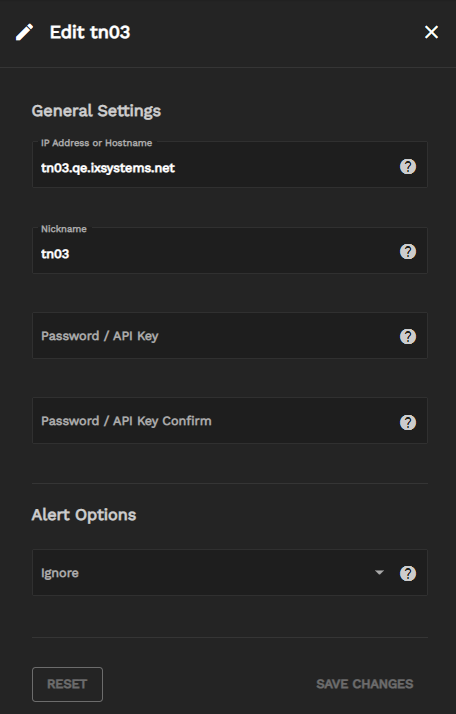 Edit tn03
General Settings
IP Address or Hostname
tn03.qe.ixsystems.net
?
Nickname
tn03
?
Password / API Key
?
Password / API Key Confirm
?
Alert Options
Ignore
?
RESET
SAVE CHANGES